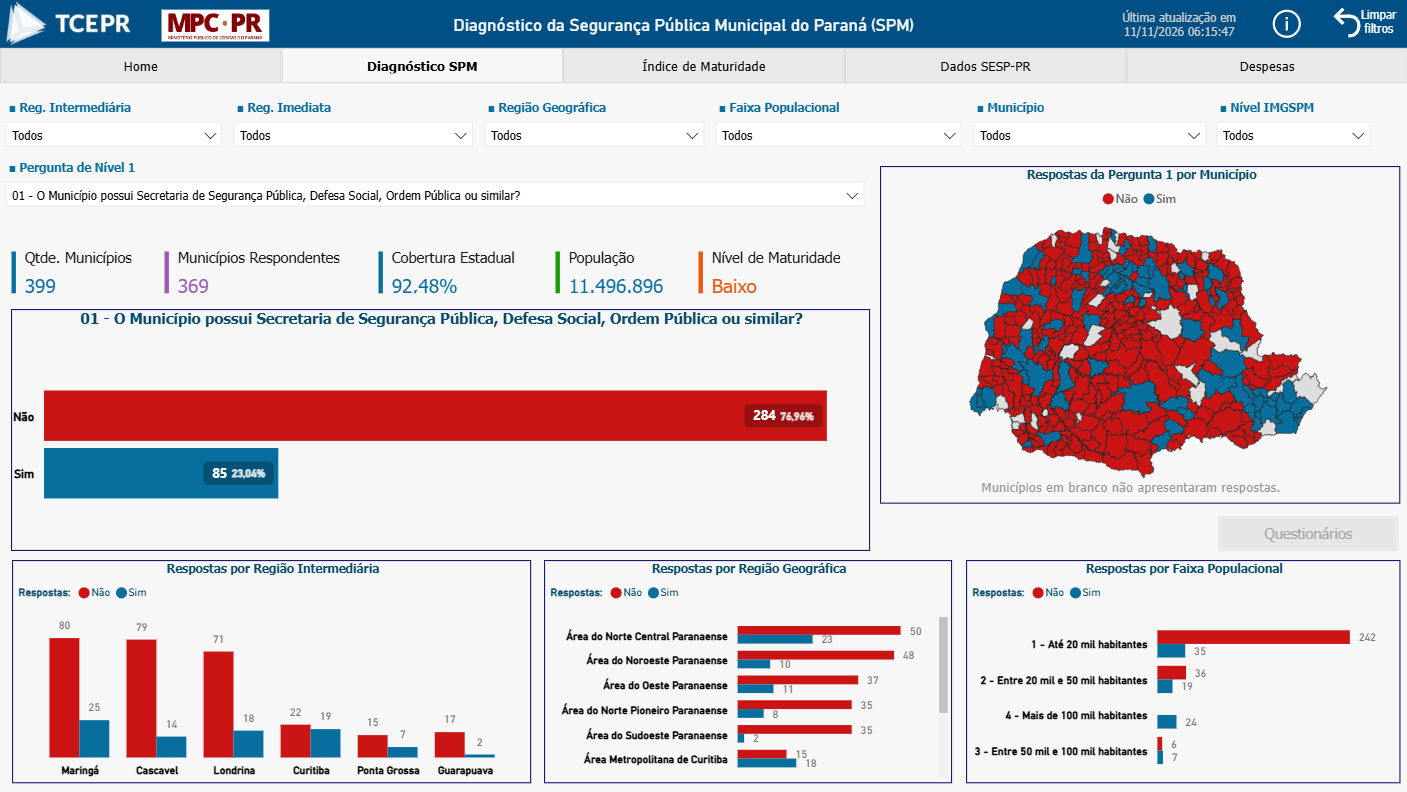 TCEPR
MPC·PR
MINISTÉRIO PÚBLICO DE CONTAS DO PARANÁ
Diagnóstico da Segurança Pública Municipal do Paraná (SPM)
Última atualização em
11/11/2026 06:15:47
Limpar
filtros
Home
Diagnóstico SPM
Índice de Maturidade
Dados SESP-PR
Despesas
Reg. Intermediária
Reg. Imediata
Região Geográfica
Faixa Populacional
Município
Nível IMGSPM
Todos
Todos
Todos
Todos
Todos
Todos
Pergunta de Nível 1
01 - O Município possui Secretaria de Segurança Pública, Defesa Social, Ordem Pública ou similar?
Qtde. Municípios
399
Municípios Respondentes
369
Cobertura Estadual
92,48%
População
11.496.896
Nível de Maturidade
Baixo
01 - O Município possui Secretaria de Segurança Pública, Defesa Social, Ordem Pública ou similar?
Não
284 76,96%
Sim
85 23,04%
Respostas da Pergunta 1 por Município
Não Sim
Municípios em branco não apresentaram respostas.
Questionários
Respostas por Região Intermediária
Respostas: Não Sim
80 25 79 14 71 18 22 19 15 7 17 2
Maringá Cascavel Londrina Curitiba Ponta Grossa Guarapuava
Respostas por Região Geográfica
Respostas: Não Sim
Área do Norte Central Paranaense 50
23
Área do Noroeste Paranaense 48
10
Área do Oeste Paranaense 37
11
Área do Norte Pioneiro Paranaense 35
8
Área do Sudoeste Paranaense 35
2
Área Metropolitana de Curitiba 15
18
Respostas por Faixa Populacional
Respostas: Não Sim
1 - Até 20 mil habitantes 242
35
2 - Entre 20 mil e 50 mil habitantes 36
19
4 - Mais de 100 mil habitantes
24
3 - Entre 50 mil e 100 mil habitantes 6
7